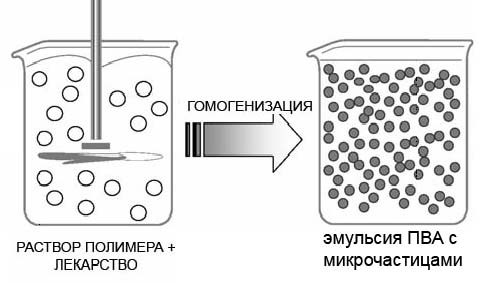 ГОМОГЕНИЗАЦИЯ
РАСТВОР ПОЛИМЕРА +
ЛЕКАРСТВО
эмульсия ПВА с
микрочастицами